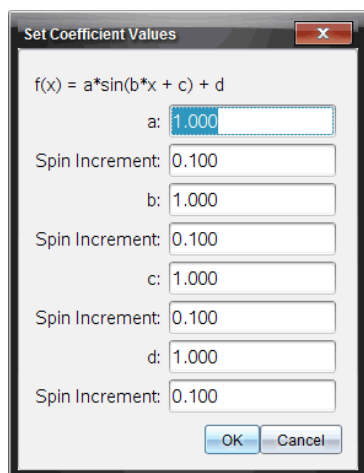 Set Coefficient Values X
f(x) = a*sin(b*x + c) + d
a: 1.000
Spin Increment: 0.100
b: 1.000
Spin Increment: 0.100
c: 1.000
Spin Increment: 0.100
d: 1.000
Spin Increment: 0.100
OK Cancel